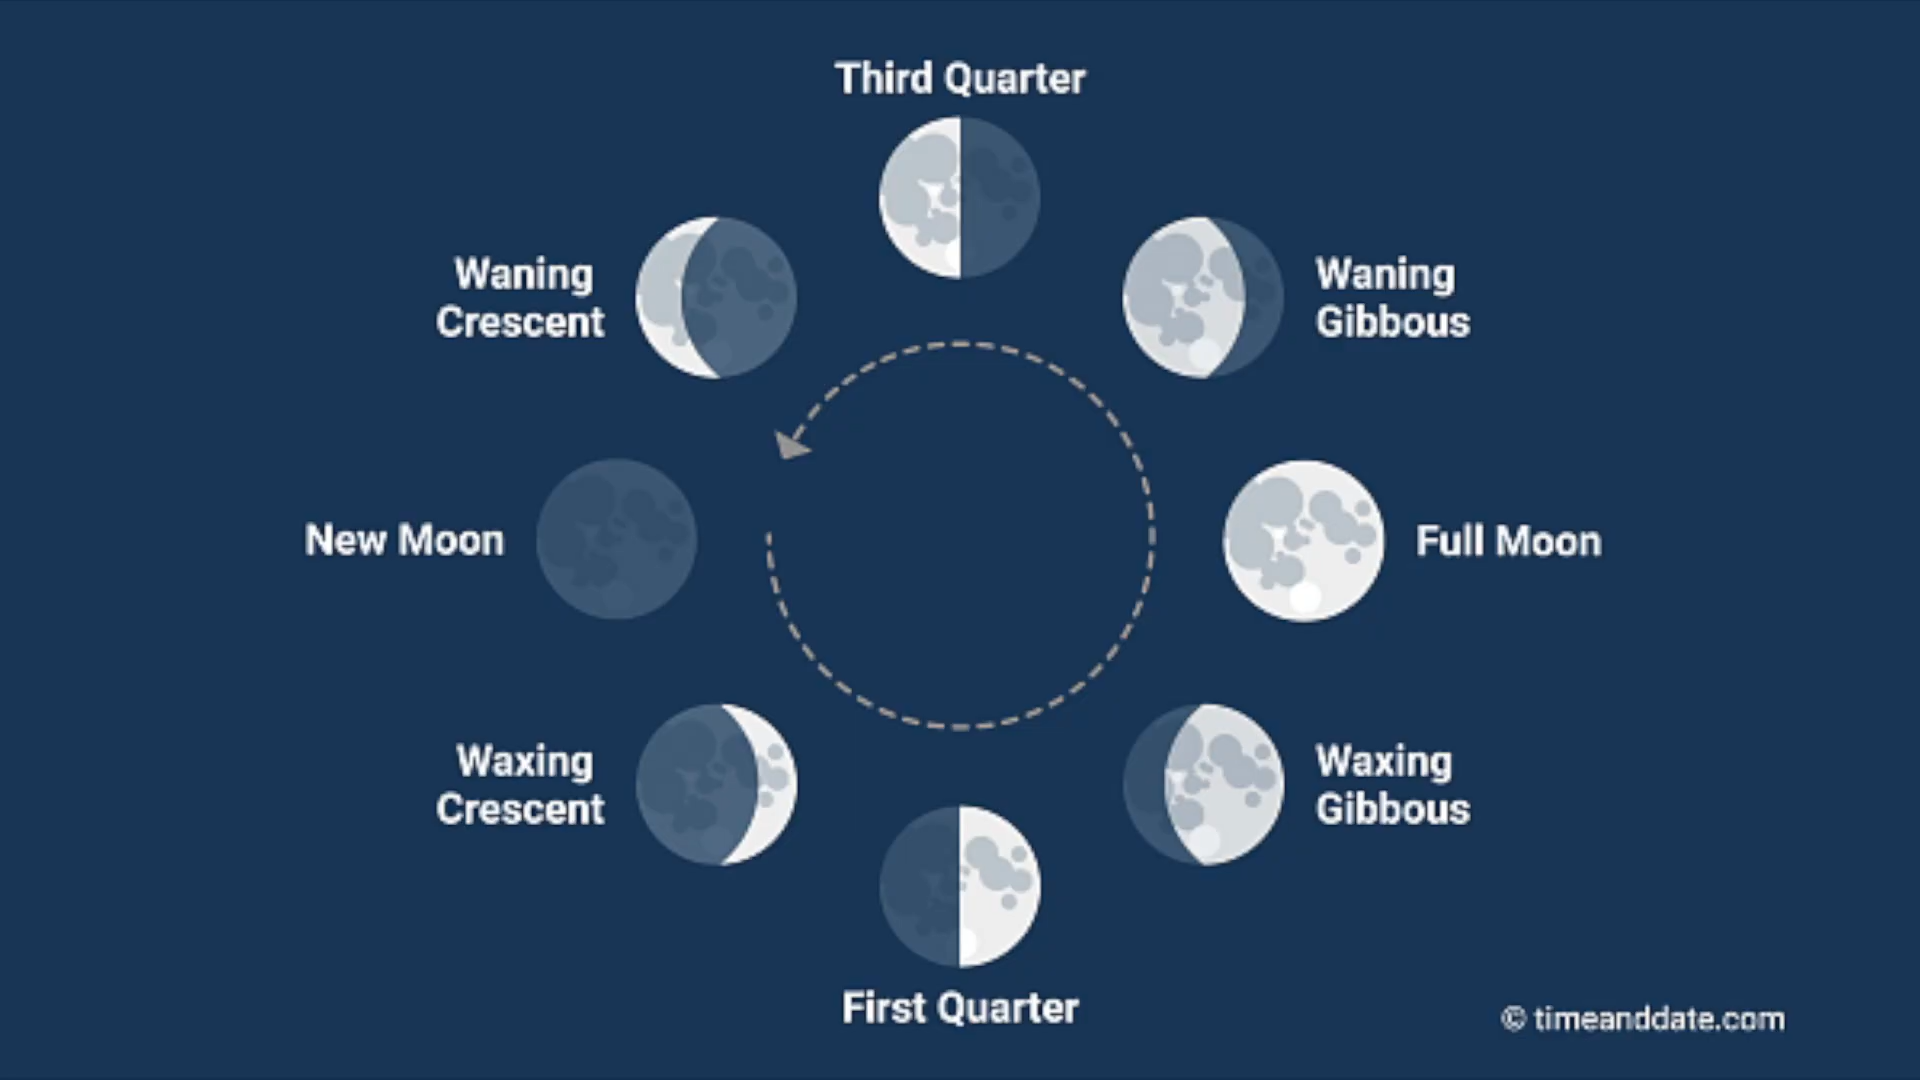 Third Quarter
Waning
Crescent
Waning
Gibbous
New Moon
Full Moon
Waxing
Crescent
Waxing
Gibbous
First Quarter
© timeanddate.com